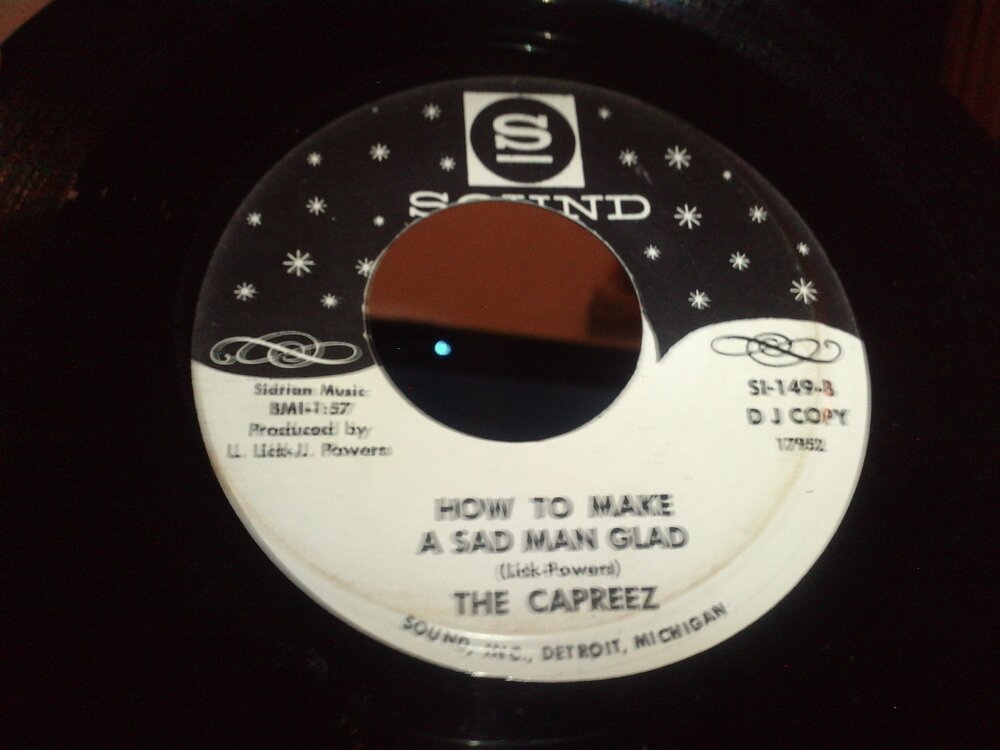 S
SOUND
Sidrian Music
BMI-1:57
Produced by
L. Lick-J. Powers
SI-149-B
D J COPY
17952
HOW TO MAKE
A SAD MAN GLAD
(Lick-Powers)
THE CAPREEZ
SOUND, INC., DETROIT, MICHIGAN